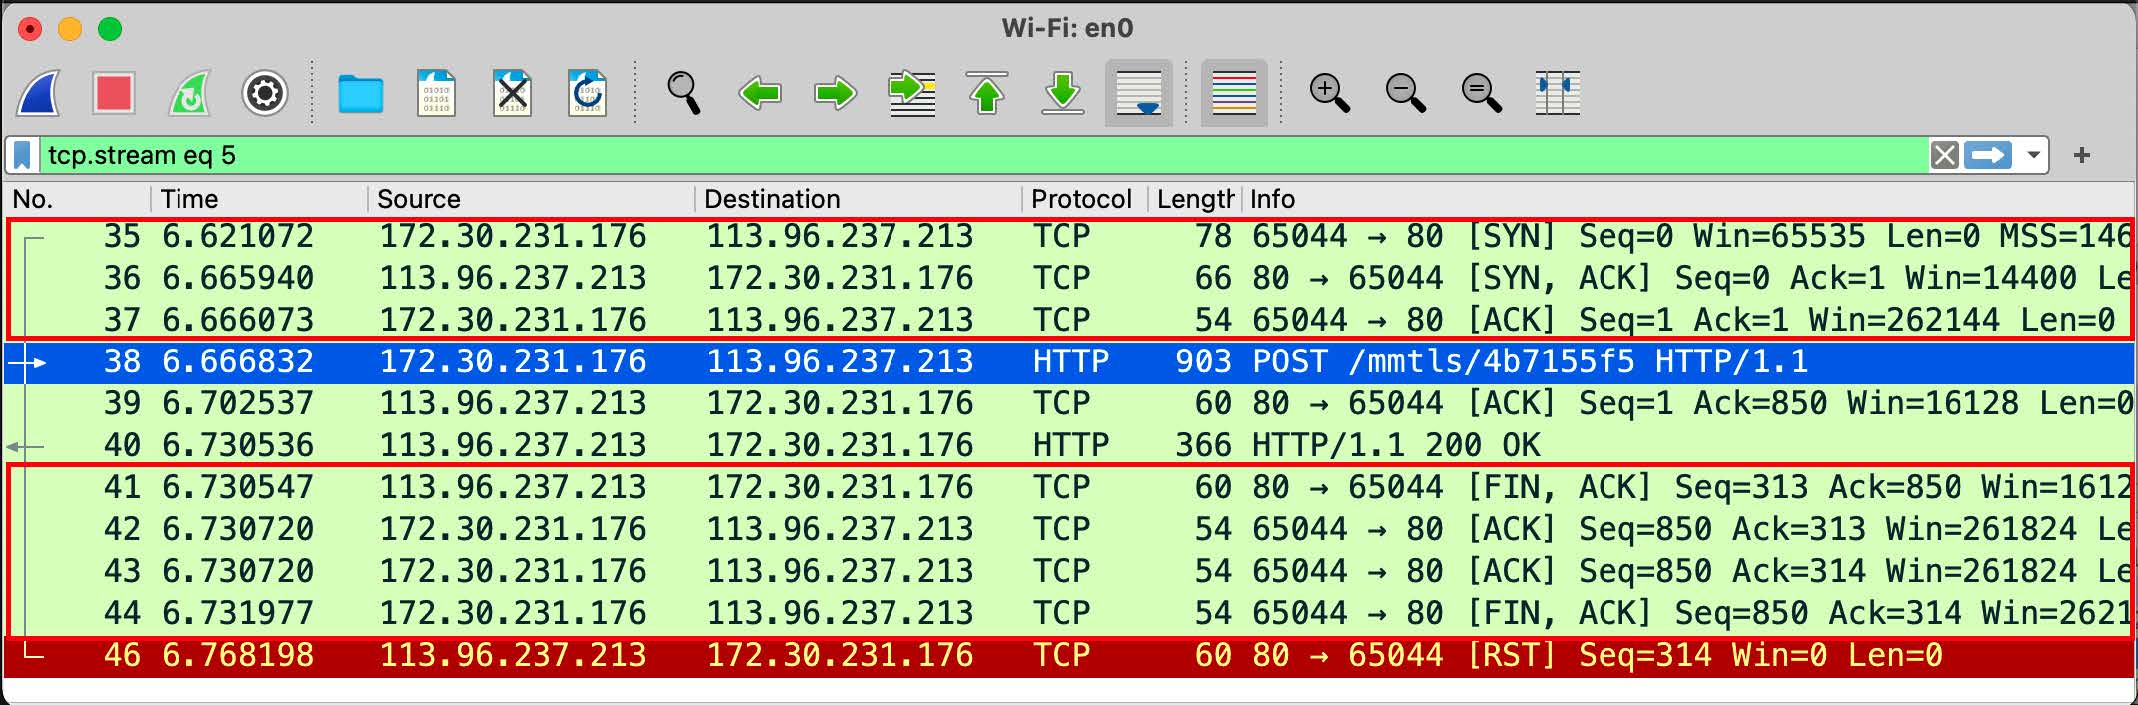 Wi-Fi: en0
tcp.stream eq 5
No. Time Source Destination Protocol Length Info
35 6.621072 172.30.231.176 113.96.237.213 TCP 78 65044 → 80 [SYN] Seq=0 Win=65535 Len=0 MSS=146
36 6.665940 113.96.237.213 172.30.231.176 TCP 66 80 → 65044 [SYN, ACK] Seq=0 Ack=1 Win=14400 Le
37 6.666073 172.30.231.176 113.96.237.213 TCP 54 65044 → 80 [ACK] Seq=1 Ack=1 Win=262144 Len=0
38 6.666832 172.30.231.176 113.96.237.213 HTTP 903 POST /mmtls/4b7155f5 HTTP/1.1
39 6.702537 113.96.237.213 172.30.231.176 TCP 60 80 → 65044 [ACK] Seq=1 Ack=850 Win=16128 Len=0
40 6.730536 113.96.237.213 172.30.231.176 HTTP 366 HTTP/1.1 200 OK
41 6.730547 113.96.237.213 172.30.231.176 TCP 60 80 → 65044 [FIN, ACK] Seq=313 Ack=850 Win=1612
42 6.730720 172.30.231.176 113.96.237.213 TCP 54 65044 → 80 [ACK] Seq=850 Ack=313 Win=261824 Le
43 6.730720 172.30.231.176 113.96.237.213 TCP 54 65044 → 80 [ACK] Seq=850 Ack=314 Win=261824 Le
44 6.731977 172.30.231.176 113.96.237.213 TCP 54 65044 → 80 [FIN, ACK] Seq=850 Ack=314 Win=2621
46 6.768198 113.96.237.213 172.30.231.176 TCP 60 80 → 65044 [RST] Seq=314 Win=0 Len=0